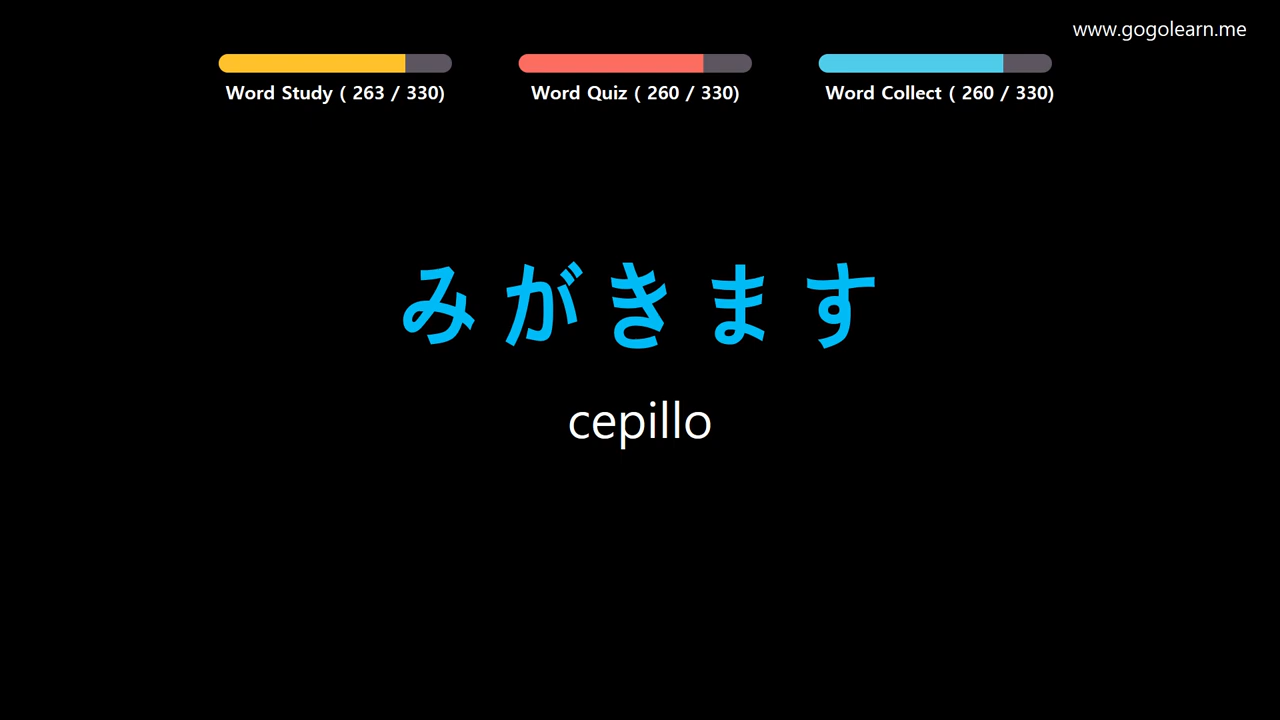 www.gogolearn.me
Word Study ( 263 / 330)
Word Quiz ( 260 / 330)
Word Collect ( 260 / 330)
みがきます
cepillo